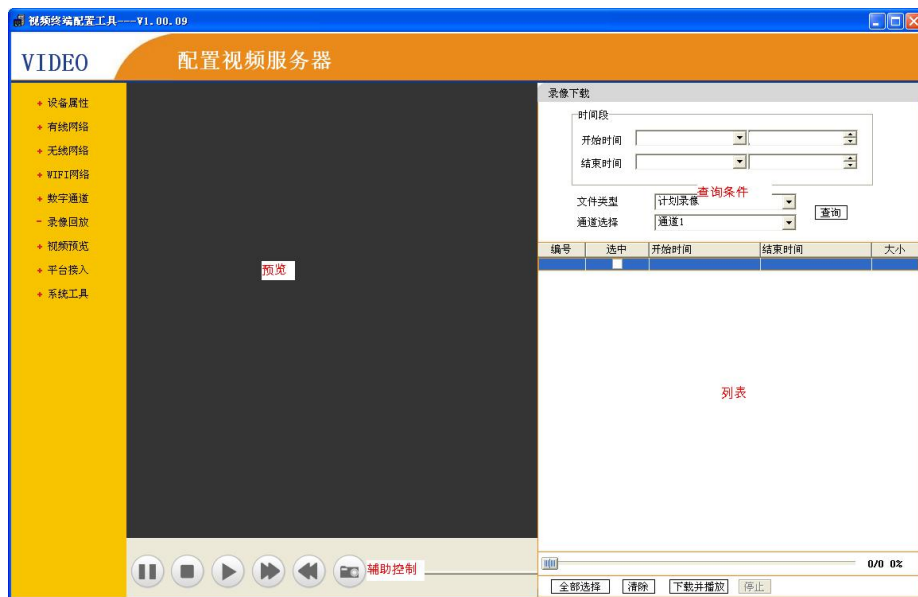 视频终端配置工具---V1.00.09
VIDEO
配置视频服务器
设备属性
有线网络
无线网络
WIFI网络
数字通道
录像回放
视频预览
平台接入
系统工具
预览
辅助控制
录像下载
时间段
开始时间
结束时间
查询条件
文件类型 计划录像
通道选择 通道1
查询
编号 选中 开始时间 结束时间 大小
列表
0/0 0%
全部选择 清除 下载并播放 停止